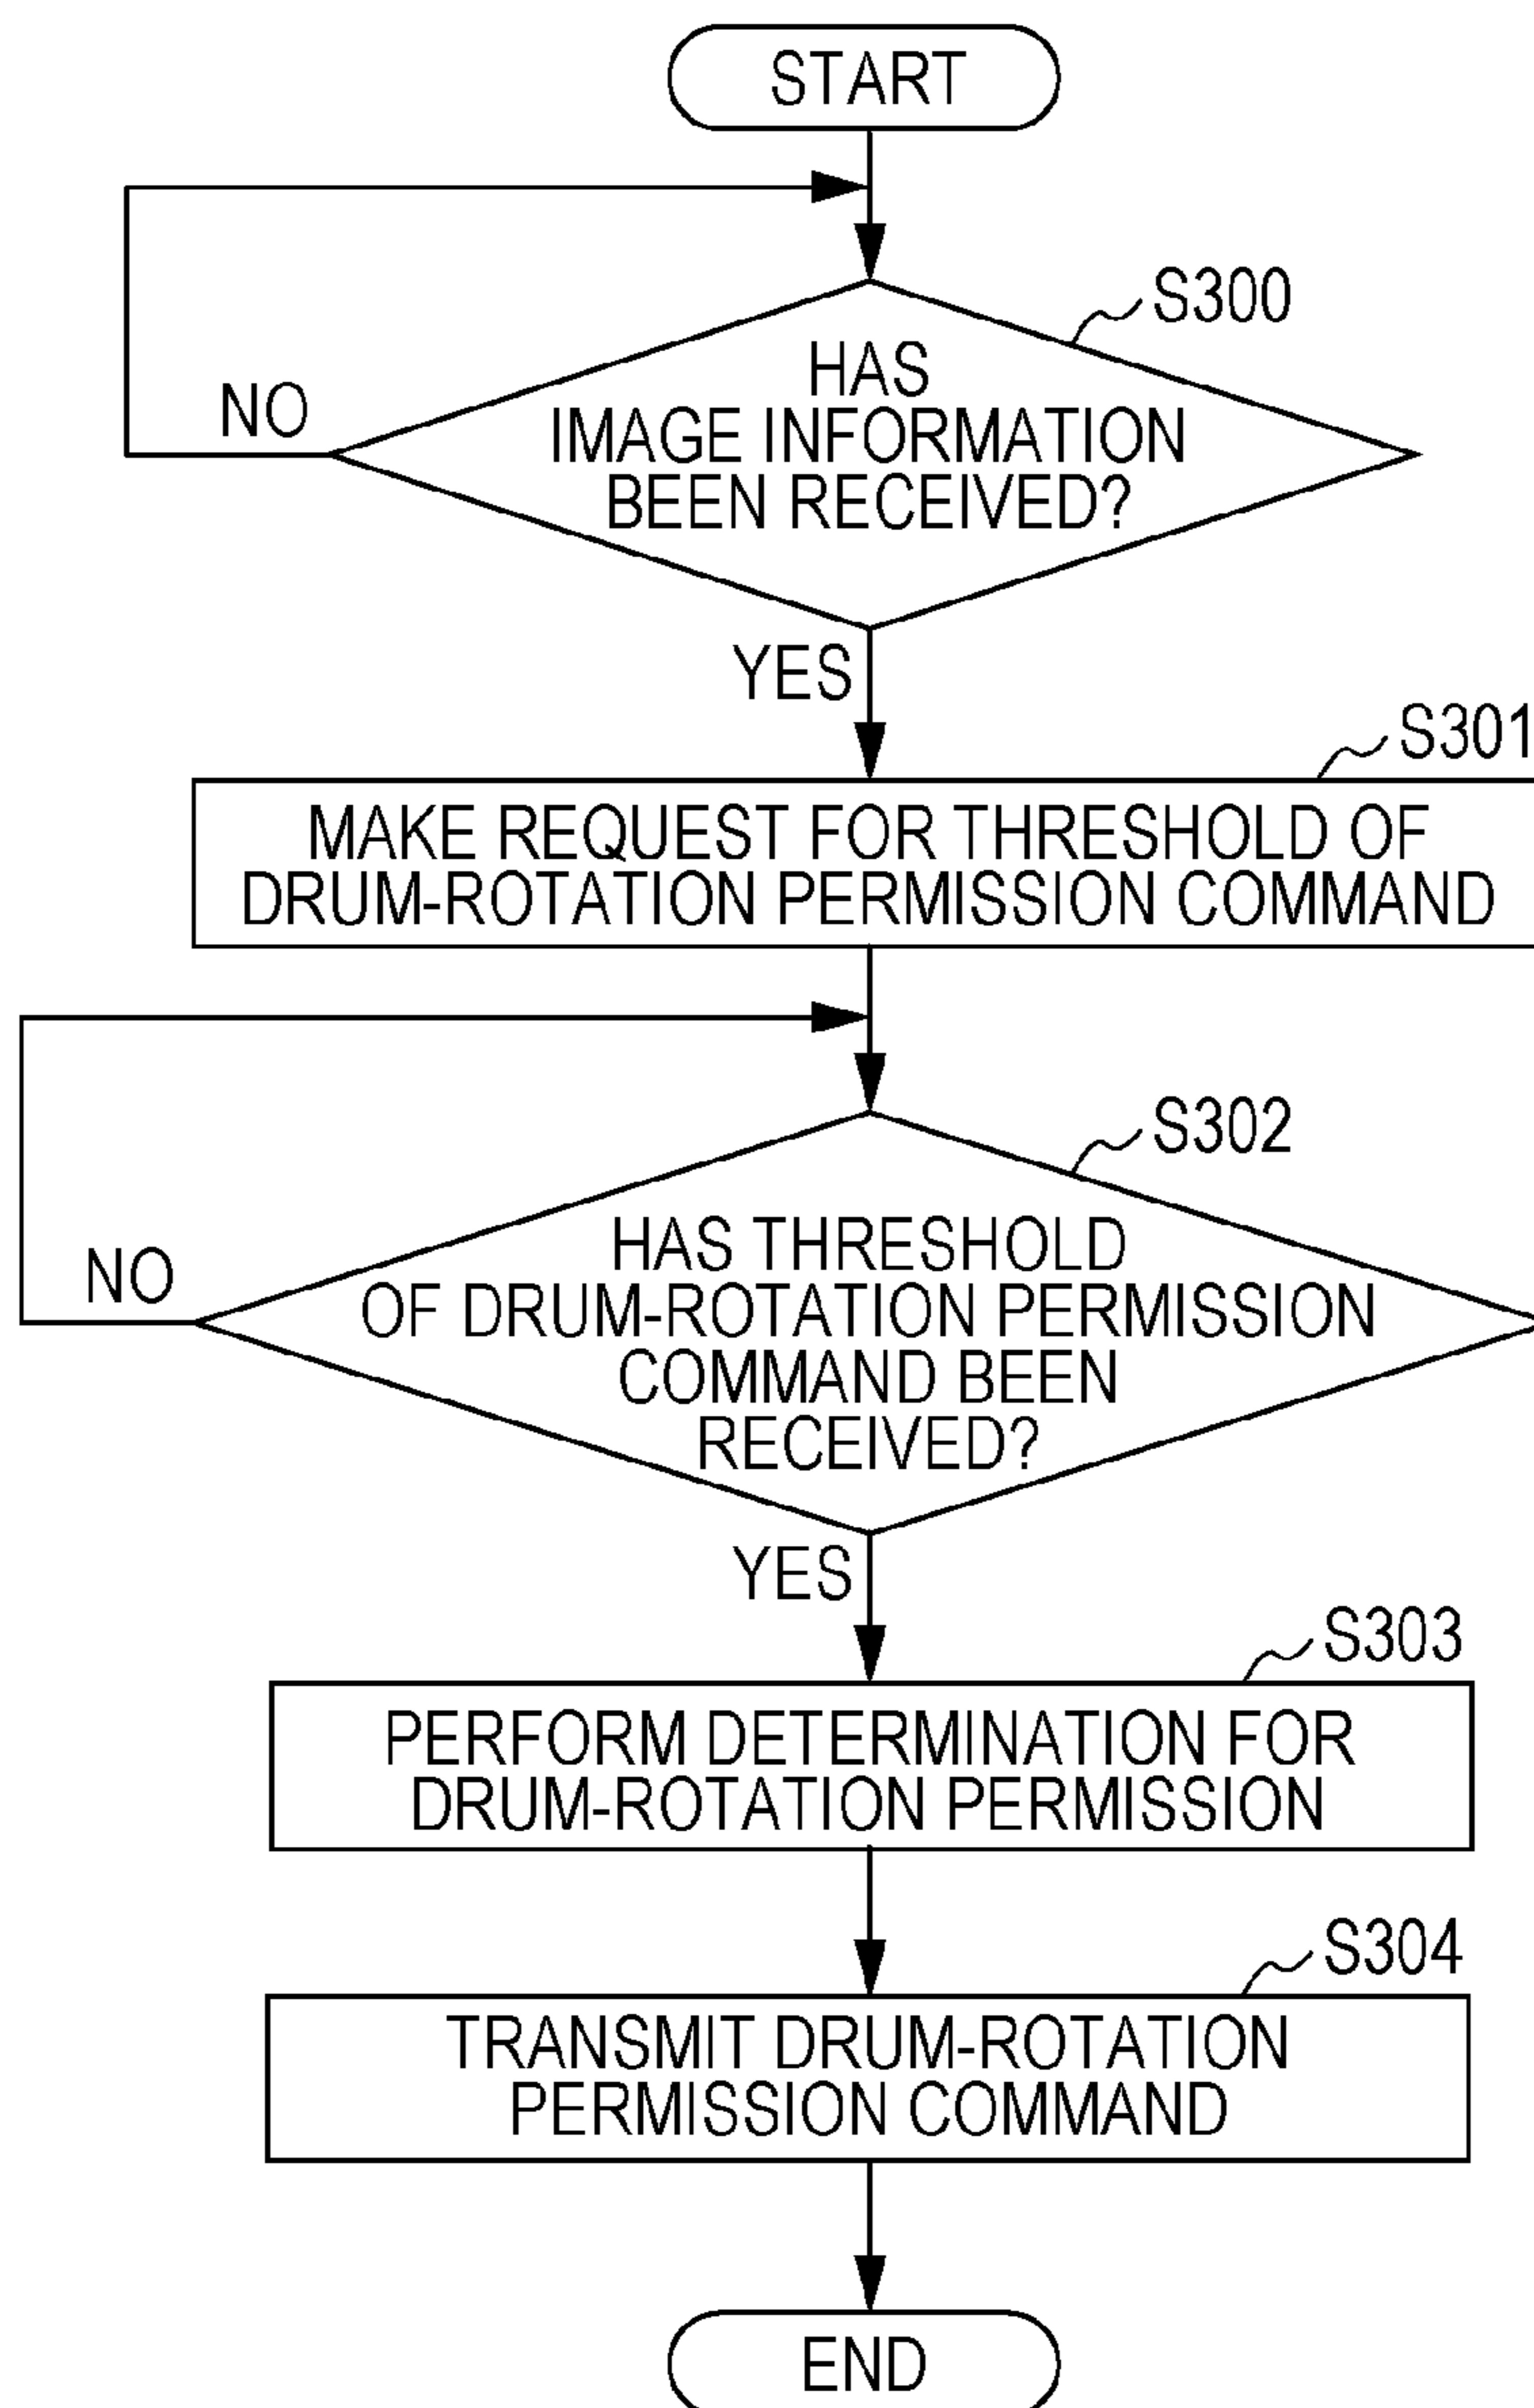 START
S300
HAS
IMAGE INFORMATION
BEEN RECEIVED?
NO
YES
S301
MAKE REQUEST FOR THRESHOLD OF
DRUM-ROTATION PERMISSION COMMAND
S302
HAS THRESHOLD
OF DRUM-ROTATION PERMISSION
COMMAND BEEN
RECEIVED?
NO
YES
S303
PERFORM DETERMINATION FOR
DRUM-ROTATION PERMISSION
S304
TRANSMIT DRUM-ROTATION
PERMISSION COMMAND
END